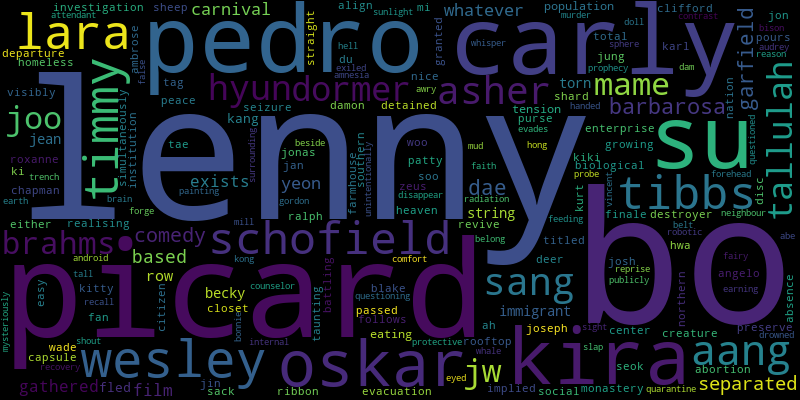 attendant investigation sheep carnival align sunlight mi whatever population murder clifford contrast bison
lara pedro carly
departure ambrose false straight hell exiled amnesia du granted whisper total sphere karl doll prophecy jung jon pours audrey reason
homeless tag nice awry torn dam
visibly hyundormer asher mame garfield
timmy peace seizure damon detained tension shard handed barbarosa nation questioned
joo simultaneously institution kang purse enterprise su tallulah
jean lenny tae jonas woo mud hong growing
roxanne beside patty evades kiki forehead
ki trench exists jan farmhouse southern surrounding unintentionally zeus soo faith probe biological disc
chapman yeon dae tibbs
earth brain painting gordon disappear heaven radiation string kurt vincent neighbour
forge ralph mill revive feeding finale destroyer
either realising comedy schofield belong titled hwa belt robotic abe
brahms picard bo
android based kong sang deer josh reprise fairy
tall row counselor comfort publicly angelo
mysteriously easy kitty recall citizen becky closet bonnie taunting battling blake questioning immigrant northern earning absence
fan passed follows rooftop joseph center preserve
shout ah sight creature drowned
wade wesley internal eating protective whale slap kira aang
capsule oskar jw seok abortion
recovery jin eyed implied social monastery quarantine separated
gathered fled film sack ribbon evacuation